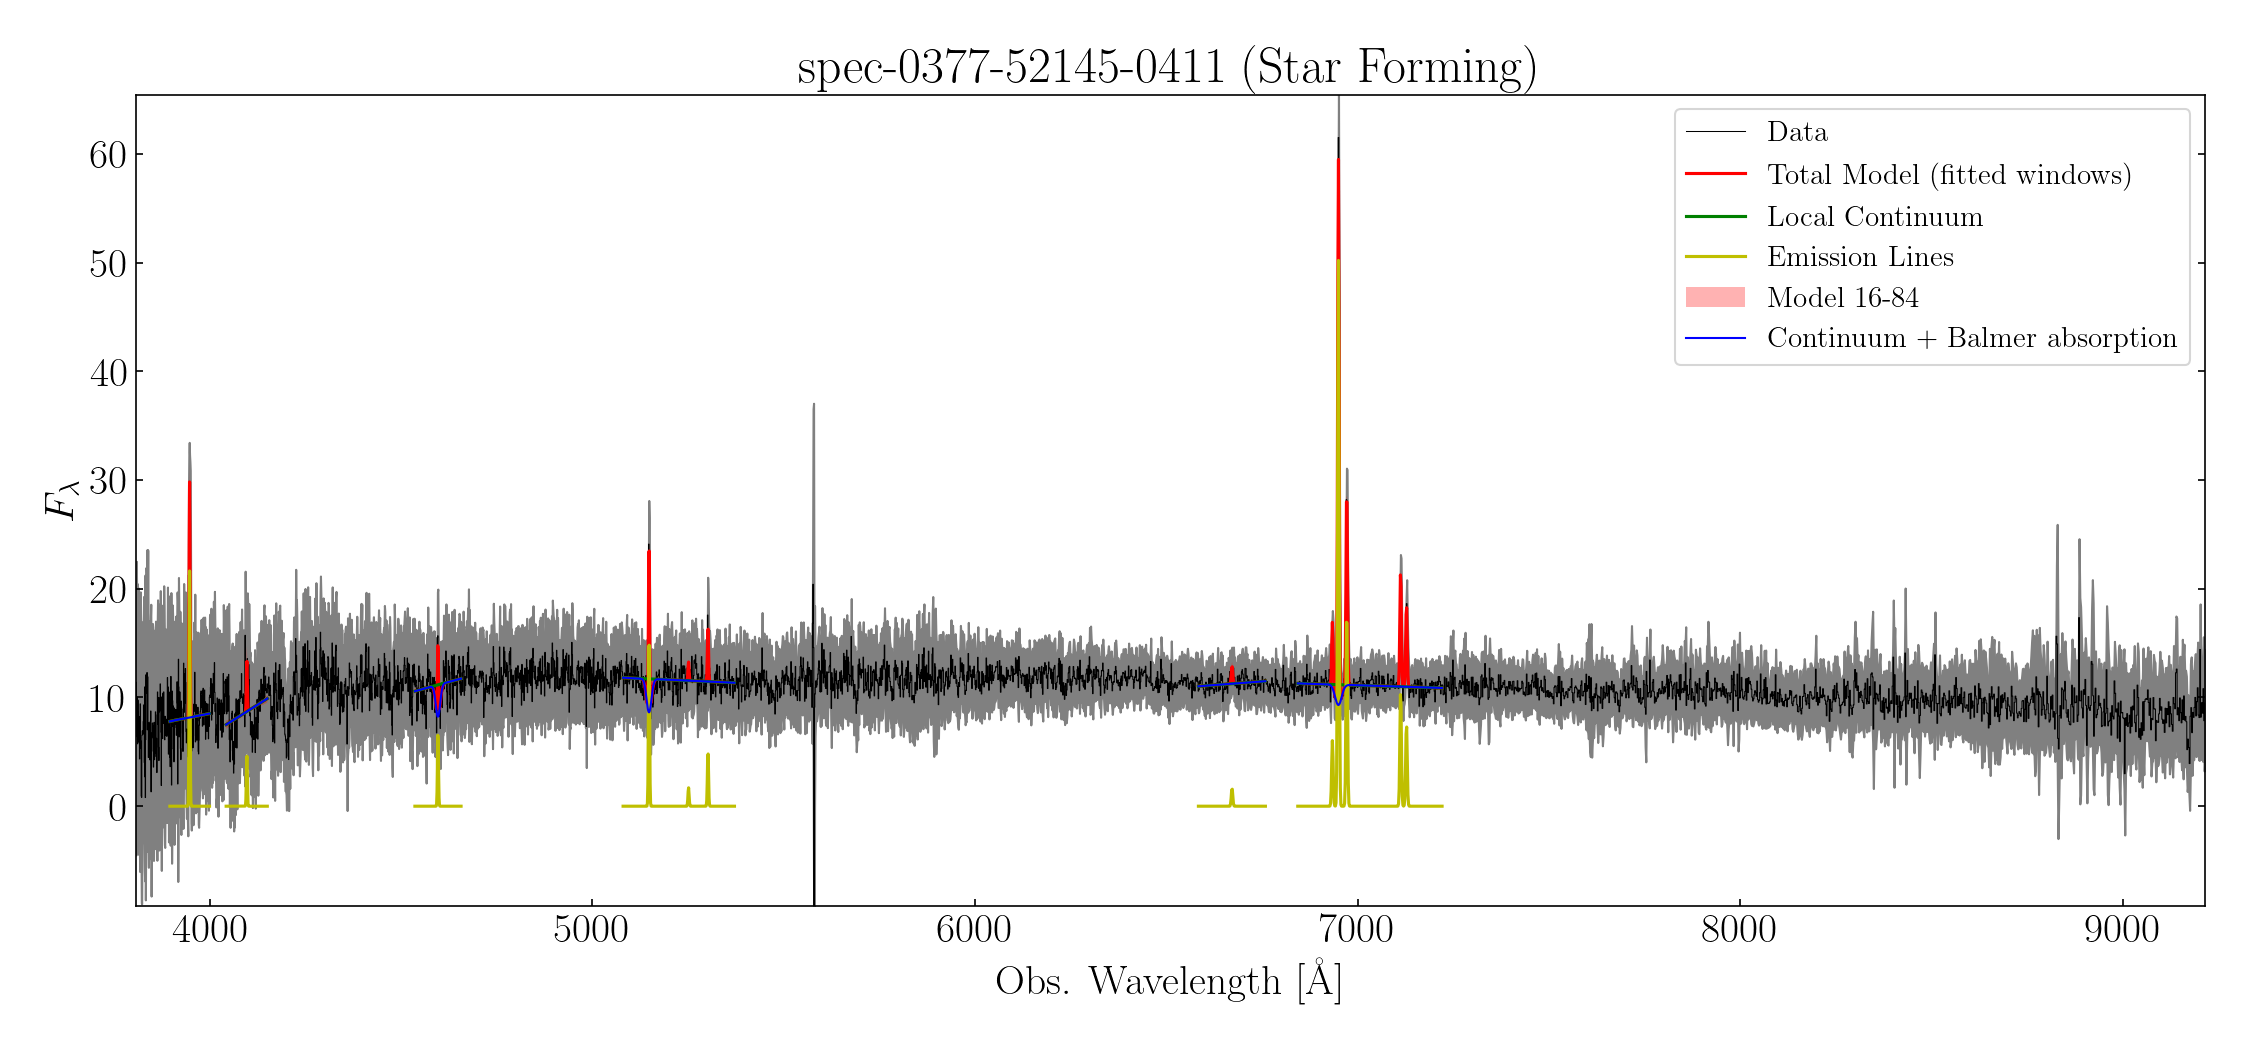 spec-0377-52145-0411 (Star Forming)
Data
Total Model (fitted windows)
Local Continuum
Emission Lines
Model 16-84
Continuum + Balmer absorption
60
50
40
30
20
10
0
Fλ
4000
5000
6000
7000
8000
9000
Obs. Wavelength [Å]